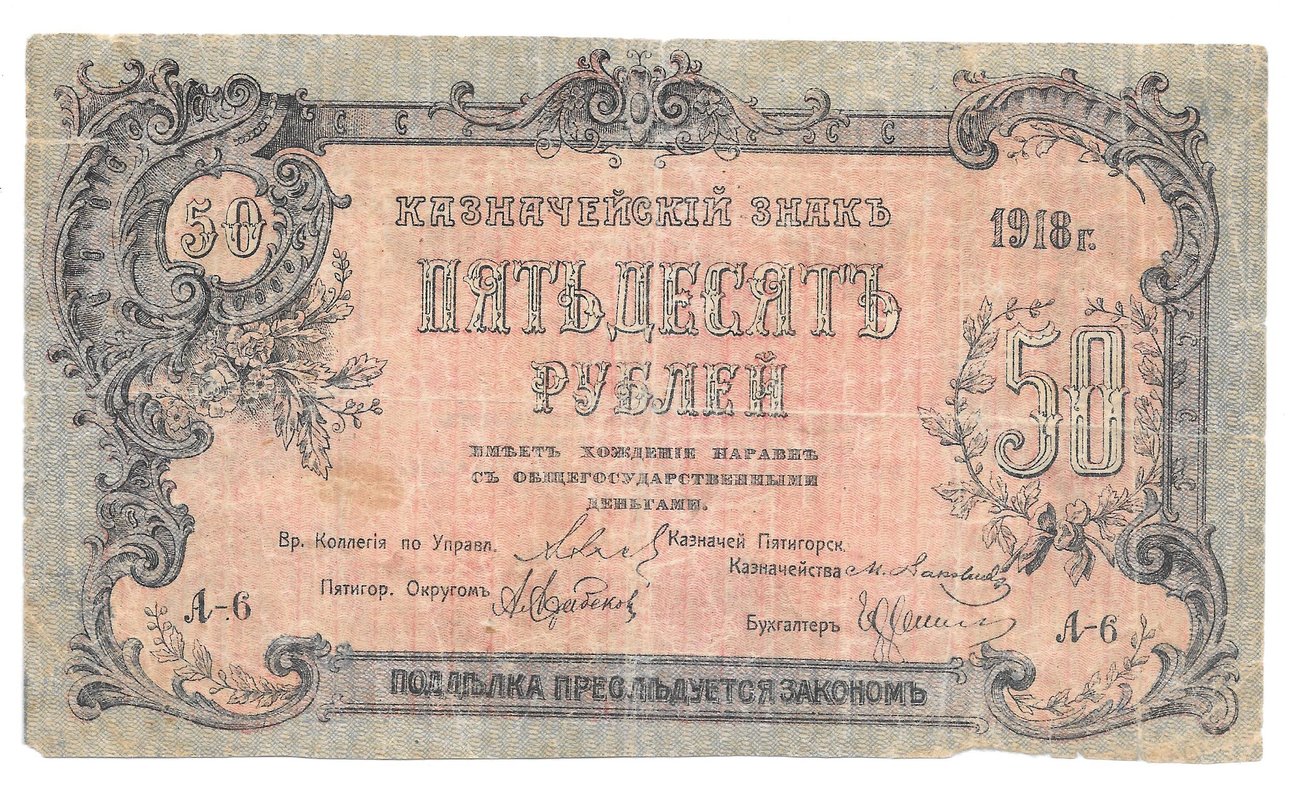 С С С С
50
КАЗНАЧЕЙСКІЙ ЗНАКЪ
1918 г.
ПЯТЬДЕСЯТЪ
РУБЛЕЙ
50
ИМѢЕТЪ ХОЖДЕНІЕ НАРАВНѢ
СЪ ОБЩЕГОСУДАРСТВЕННЫМИ
ДЕНЬГАМИ.
Вр. Коллегія по Управл.
Казначей Пятигорск.
Казначейства
Пятигор. Округомъ
Бухгалтеръ
А-6
А-6
ПОДДѢЛКА ПРЕСЛѢДУЕТСЯ ЗАКОНОМЪ